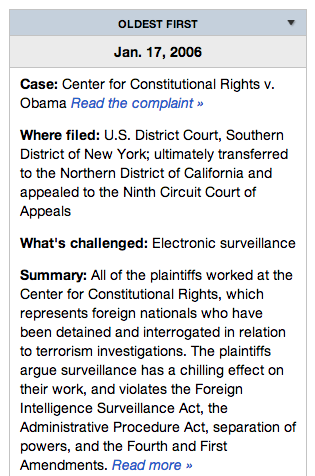 OLDEST FIRST
Jan. 17, 2006
Case: Center for Constitutional Rights v.
Obama Read the complaint »
Where filed: U.S. District Court, Southern
District of New York; ultimately transferred
to the Northern District of California and
appealed to the Ninth Circuit Court of
Appeals
What's challenged: Electronic surveillance
Summary: All of the plaintiffs worked at the
Center for Constitutional Rights, which
represents foreign nationals who have
been detained and interrogated in relation
to terrorism investigations. The plaintiffs
argue surveillance has a chilling effect on
their work, and violates the Foreign
Intelligence Surveillance Act, the
Administrative Procedure Act, separation of
powers, and the Fourth and First
Amendments. Read more »